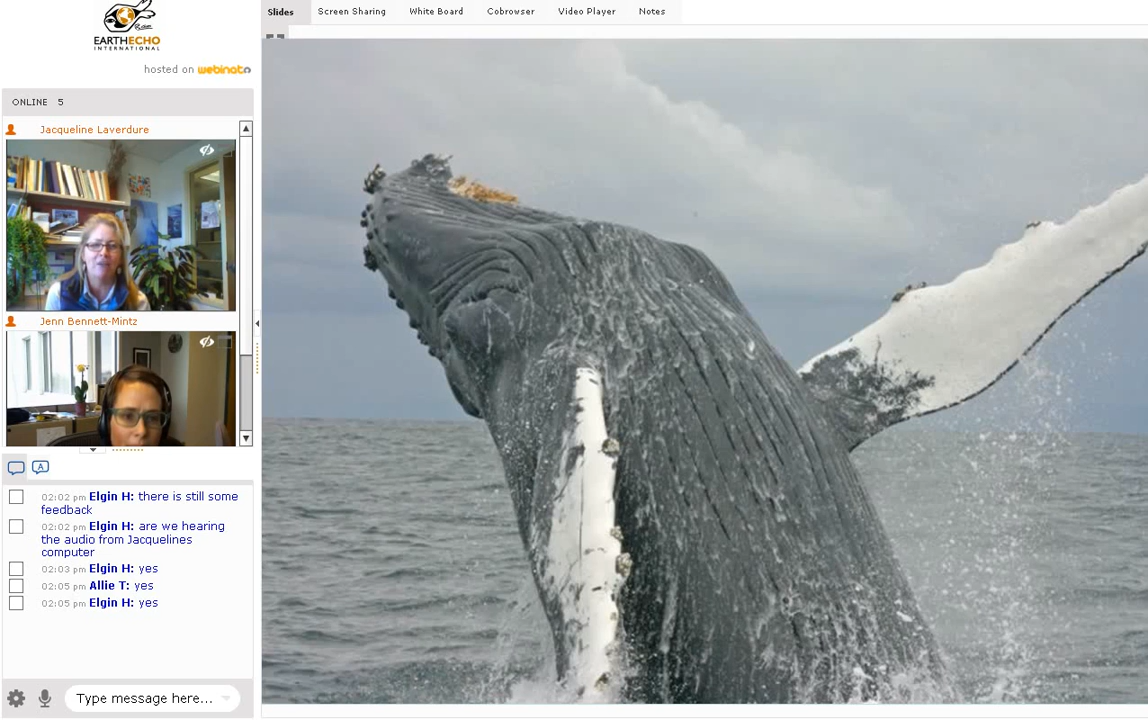 EARTHECHO
INTERNATIONAL
hosted on webinato
Slides Screen Sharing White Board Cobrowser Video Player Notes
ONLINE 5
Jacqueline Laverdure
Jenn Bennett-Mintz
A
02:02 pm Elgin H: there is still some
feedback
02:02 pm Elgin H: are we hearing
the audio from Jacquelines
computer
02:03 pm Elgin H: yes
02:05 pm Allie T: yes
02:05 pm Elgin H: yes
Type message here...